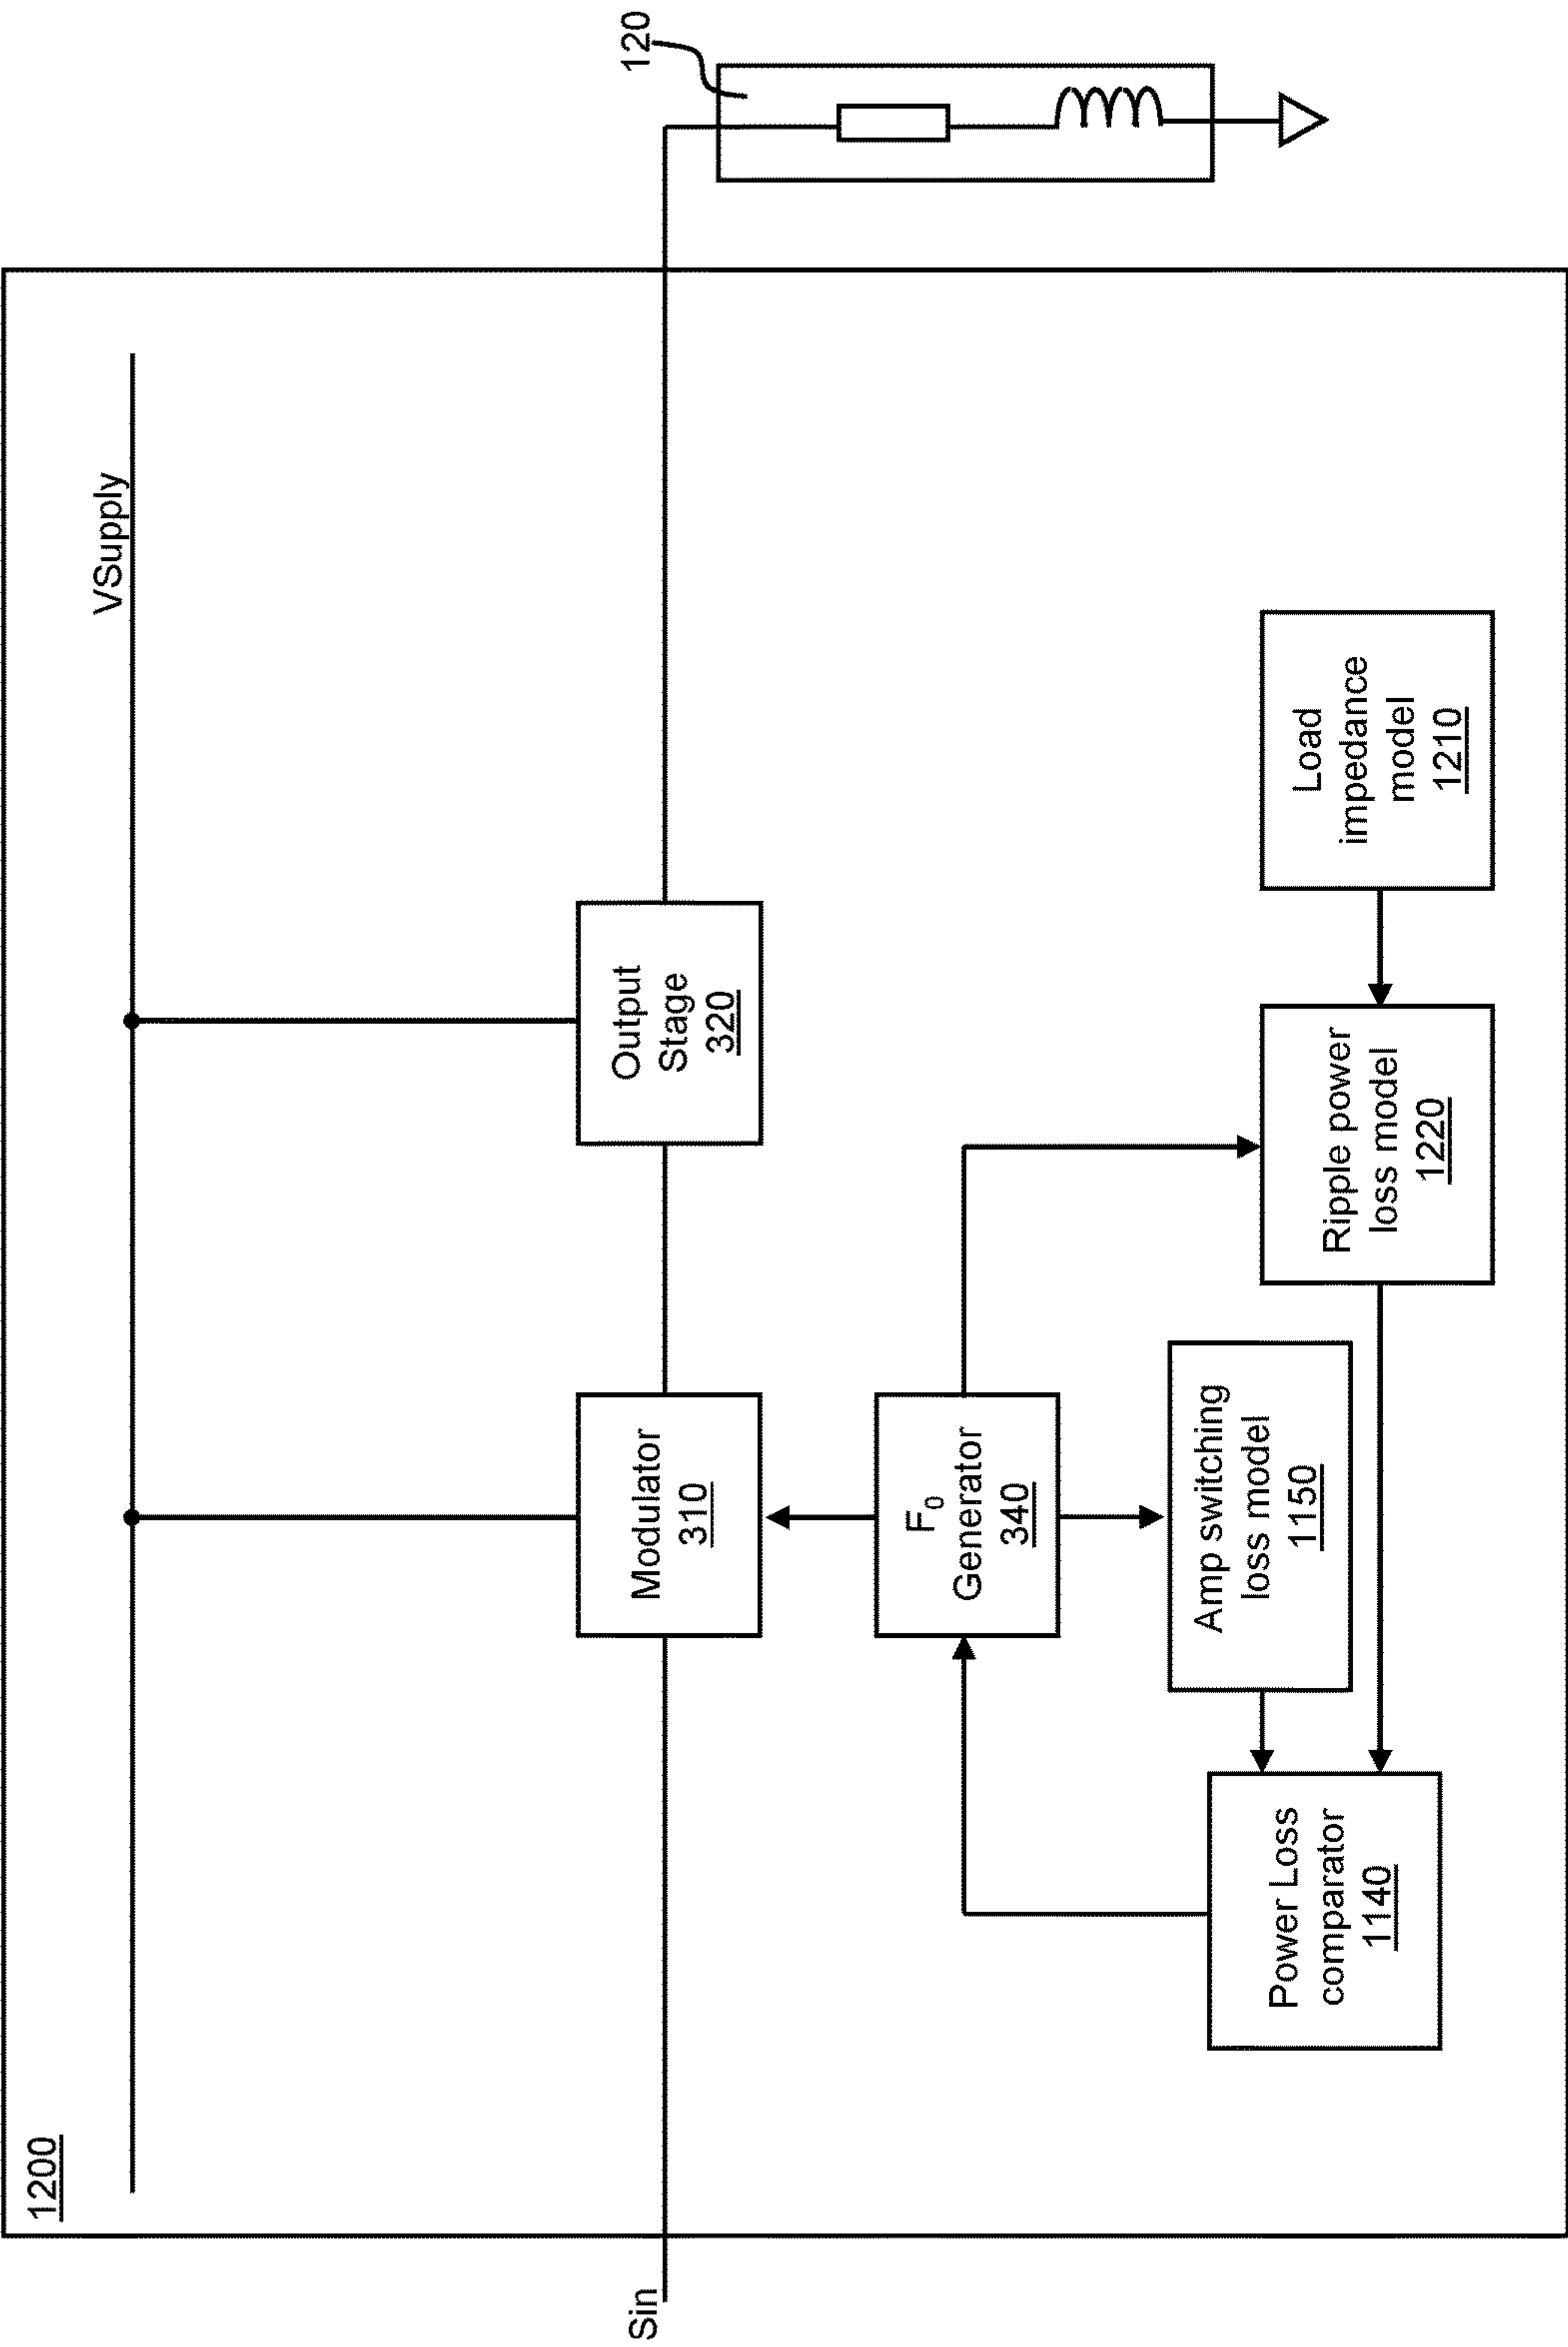 1200
VSupply
120
Sin
Modulator
310
Output
Stage
320
F₀
Generator
340
Amp switching
loss model
1150
Power Loss
comparator
1140
Ripple power
loss model
1220
Load
impedance
model
1210